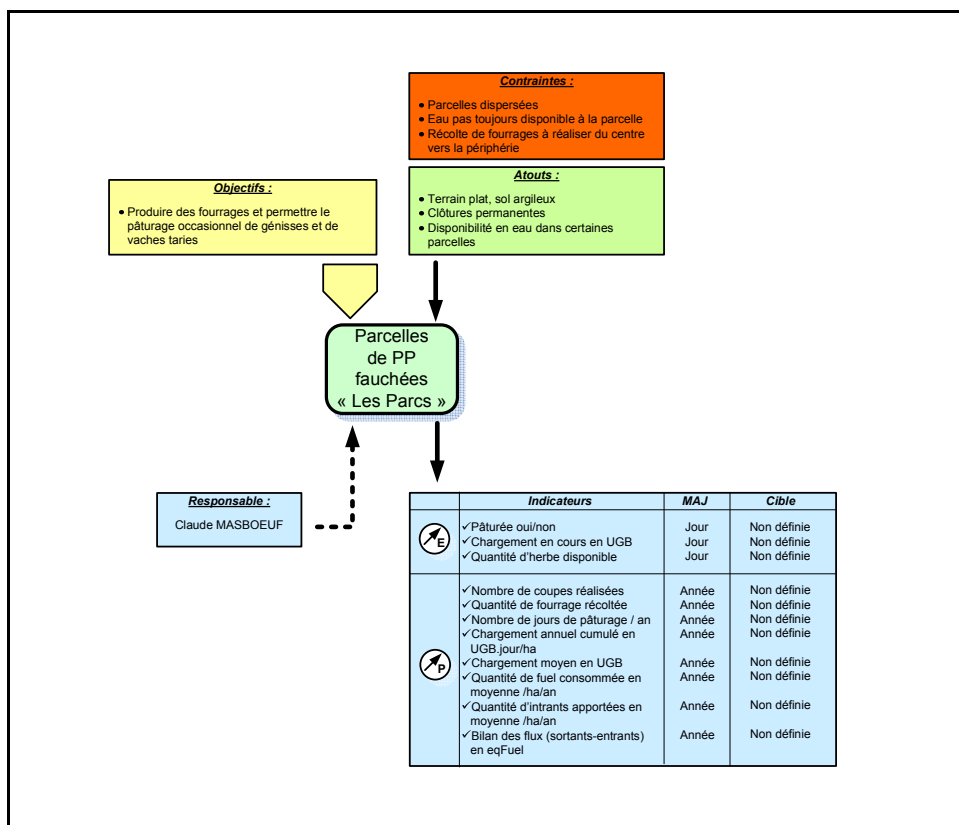 Contraintes :
• Parcelles dispersées
• Eau pas toujours disponible à la parcelle
• Récolte de fourrages à réaliser du centre
vers la périphérie
Atouts :
• Terrain plat, sol argileux
• Clôtures permanentes
• Disponibilité en eau dans certaines
parcelles
Objectifs :
• Produire des fourrages et permettre le
pâturage occasionnel de génisses et de
vaches taries
Parcelles
de PP
fauchées
« Les Parcs »
Responsable :
Claude MASBOEUF
Indicateurs MAJ Cible
E
✓Pâturée oui/non Jour Non définie
✓Chargement en cours en UGB Jour Non définie
✓Quantité d'herbe disponible Jour Non définie
P
✓Nombre de coupes réalisées Année Non définie
✓Quantité de fourrage récoltée Année Non définie
✓Nombre de jours de pâturage / an Année Non définie
✓Chargement annuel cumulé en Année Non définie
UGB.jour/ha
✓Chargement moyen en UGB Année Non définie
✓Quantité de fuel consommée en Année Non définie
moyenne /ha/an
✓Quantité d'intrants apportées en Année Non définie
moyenne /ha/an
✓Bilan des flux (sortants-entrants) Année Non définie
en eqFuel